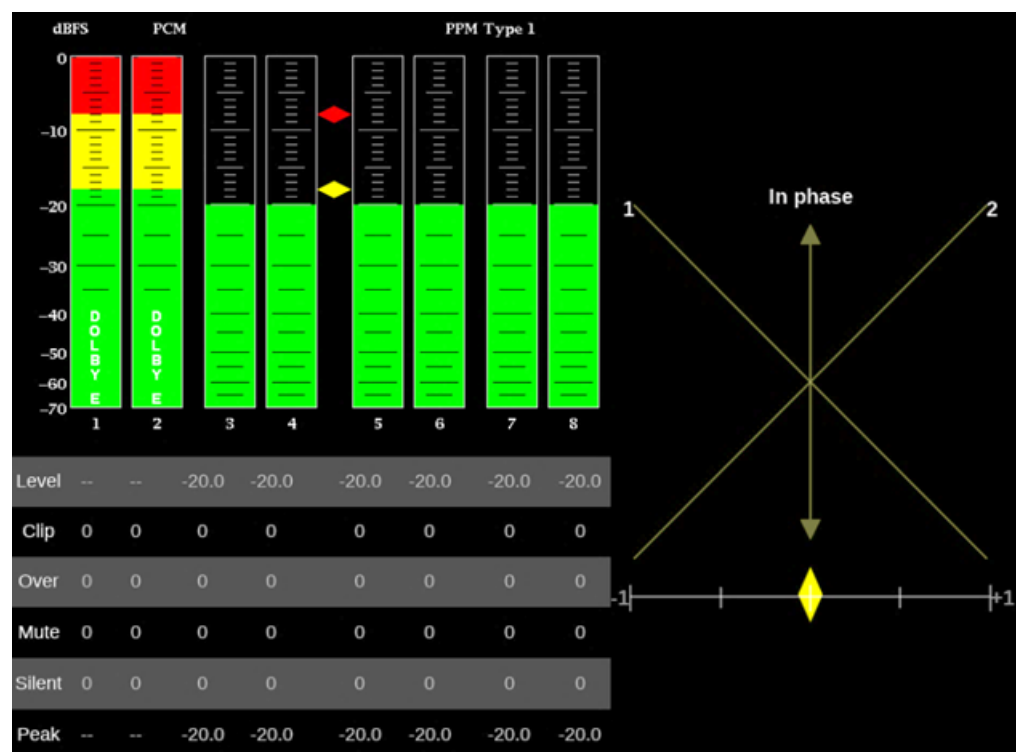 dBFS PCM PPM Type 1
0
-10
-20
-30
-40
-50
-60
-70
DOLBY E
DOLBY E
1 2 3 4 5 6 7 8
In phase
1 2
-1 +1
Level -- -- -20.0 -20.0 -20.0 -20.0 -20.0 -20.0
Clip 0 0 0 0 0 0 0 0
Over 0 0 0 0 0 0 0 0
Mute 0 0 0 0 0 0 0 0
Silent 0 0 0 0 0 0 0 0
Peak -- -- -20.0 -20.0 -20.0 -20.0 -20.0 -20.0